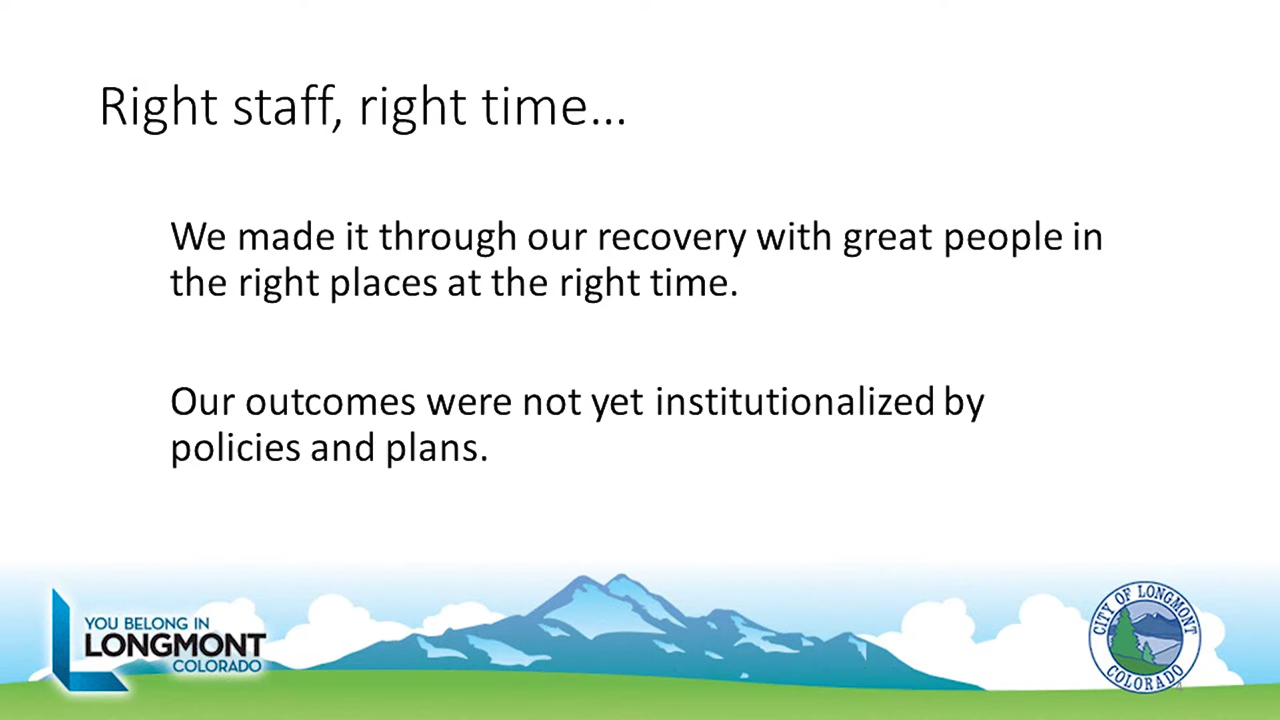 Right staff, right time...
We made it through our recovery with great people in
the right places at the right time.
Our outcomes were not yet institutionalized by
policies and plans.
YOU BELONG IN
LONGMONT
COLORADO
CITY OF LONGMONT
COLORADO